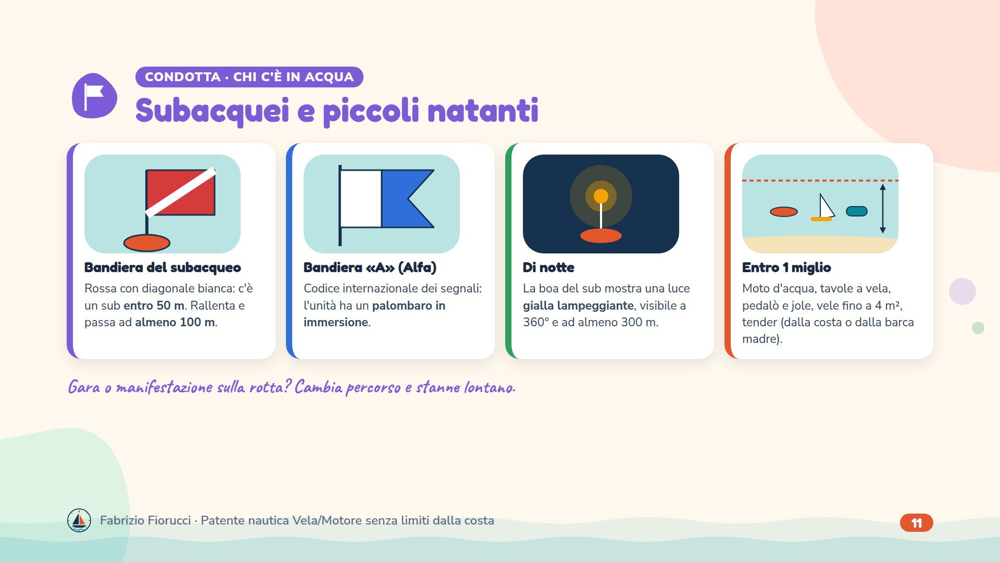 CONDOTTA · CHI C'È IN ACQUA
Subacquei e piccoli natanti
Bandiera del subacqueo
Rossa con diagonale bianca: c'è
un sub entro 50 m. Rallenta e
passa ad almeno 100 m.
Bandiera «A» (Alfa)
Codice internazionale dei segnali:
l'unità ha un palombaro in
immersione.
Di notte
La boa del sub mostra una luce
gialla lampeggiante, visibile a
360° e ad almeno 300 m.
Entro 1 miglio
Moto d'acqua, tavole a vela,
pedalò e jole, vele fino a 4 m²,
tender (dalla costa o dalla barca
madre).
Gara o manifestazione sulla rotta? Cambia percorso e stanne lontano.
Fabrizio Fiorucci · Patente nautica Vela/Motore senza limiti dalla costa
11